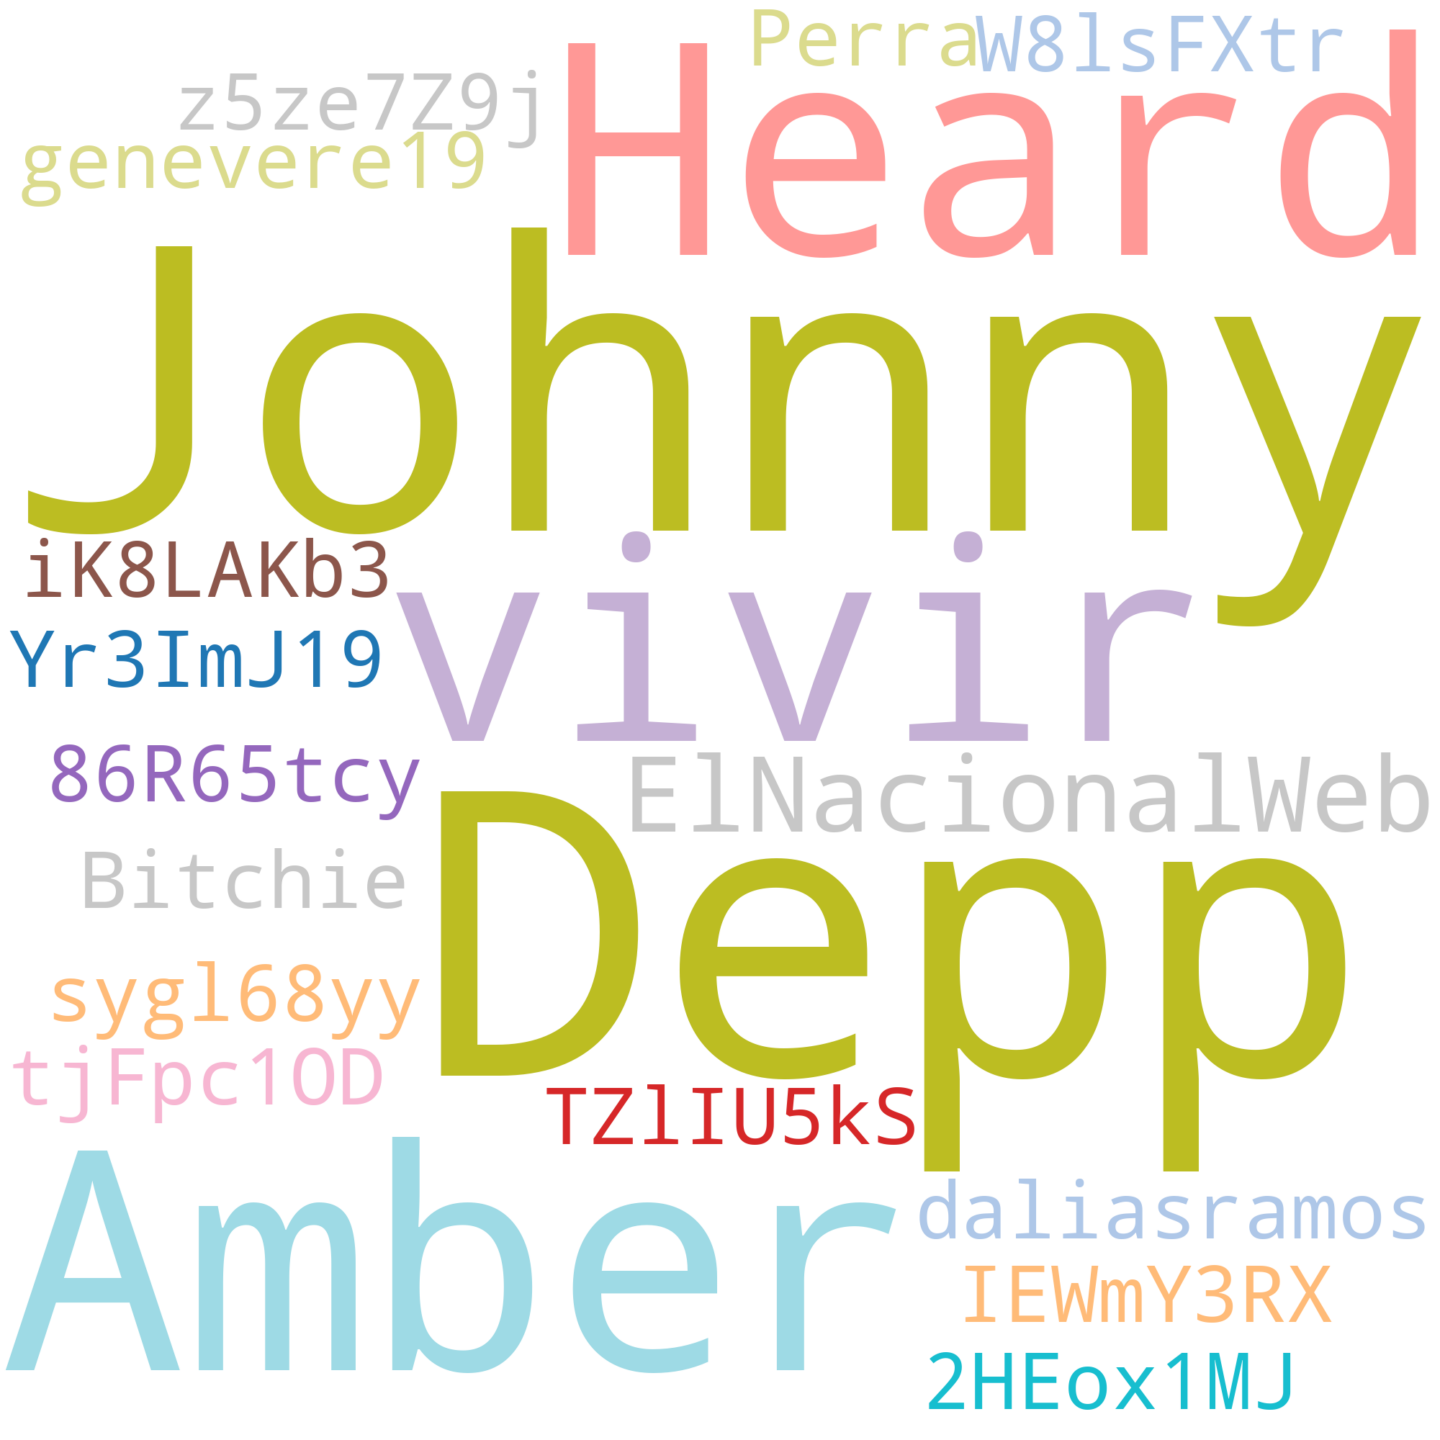 Perra
W8lsFXtr
z5ze7Z9j
Heard
genevere19
Johnny
iK8LAKb3
vivir
Yr3ImJ19
86R65tcy
ElNacionalWeb
Bitchie
Depp
sygl68yy
tjFpc1OD
TZlIU5kS
Amber
daliasramos
IEWmY3RX
2HEox1MJ